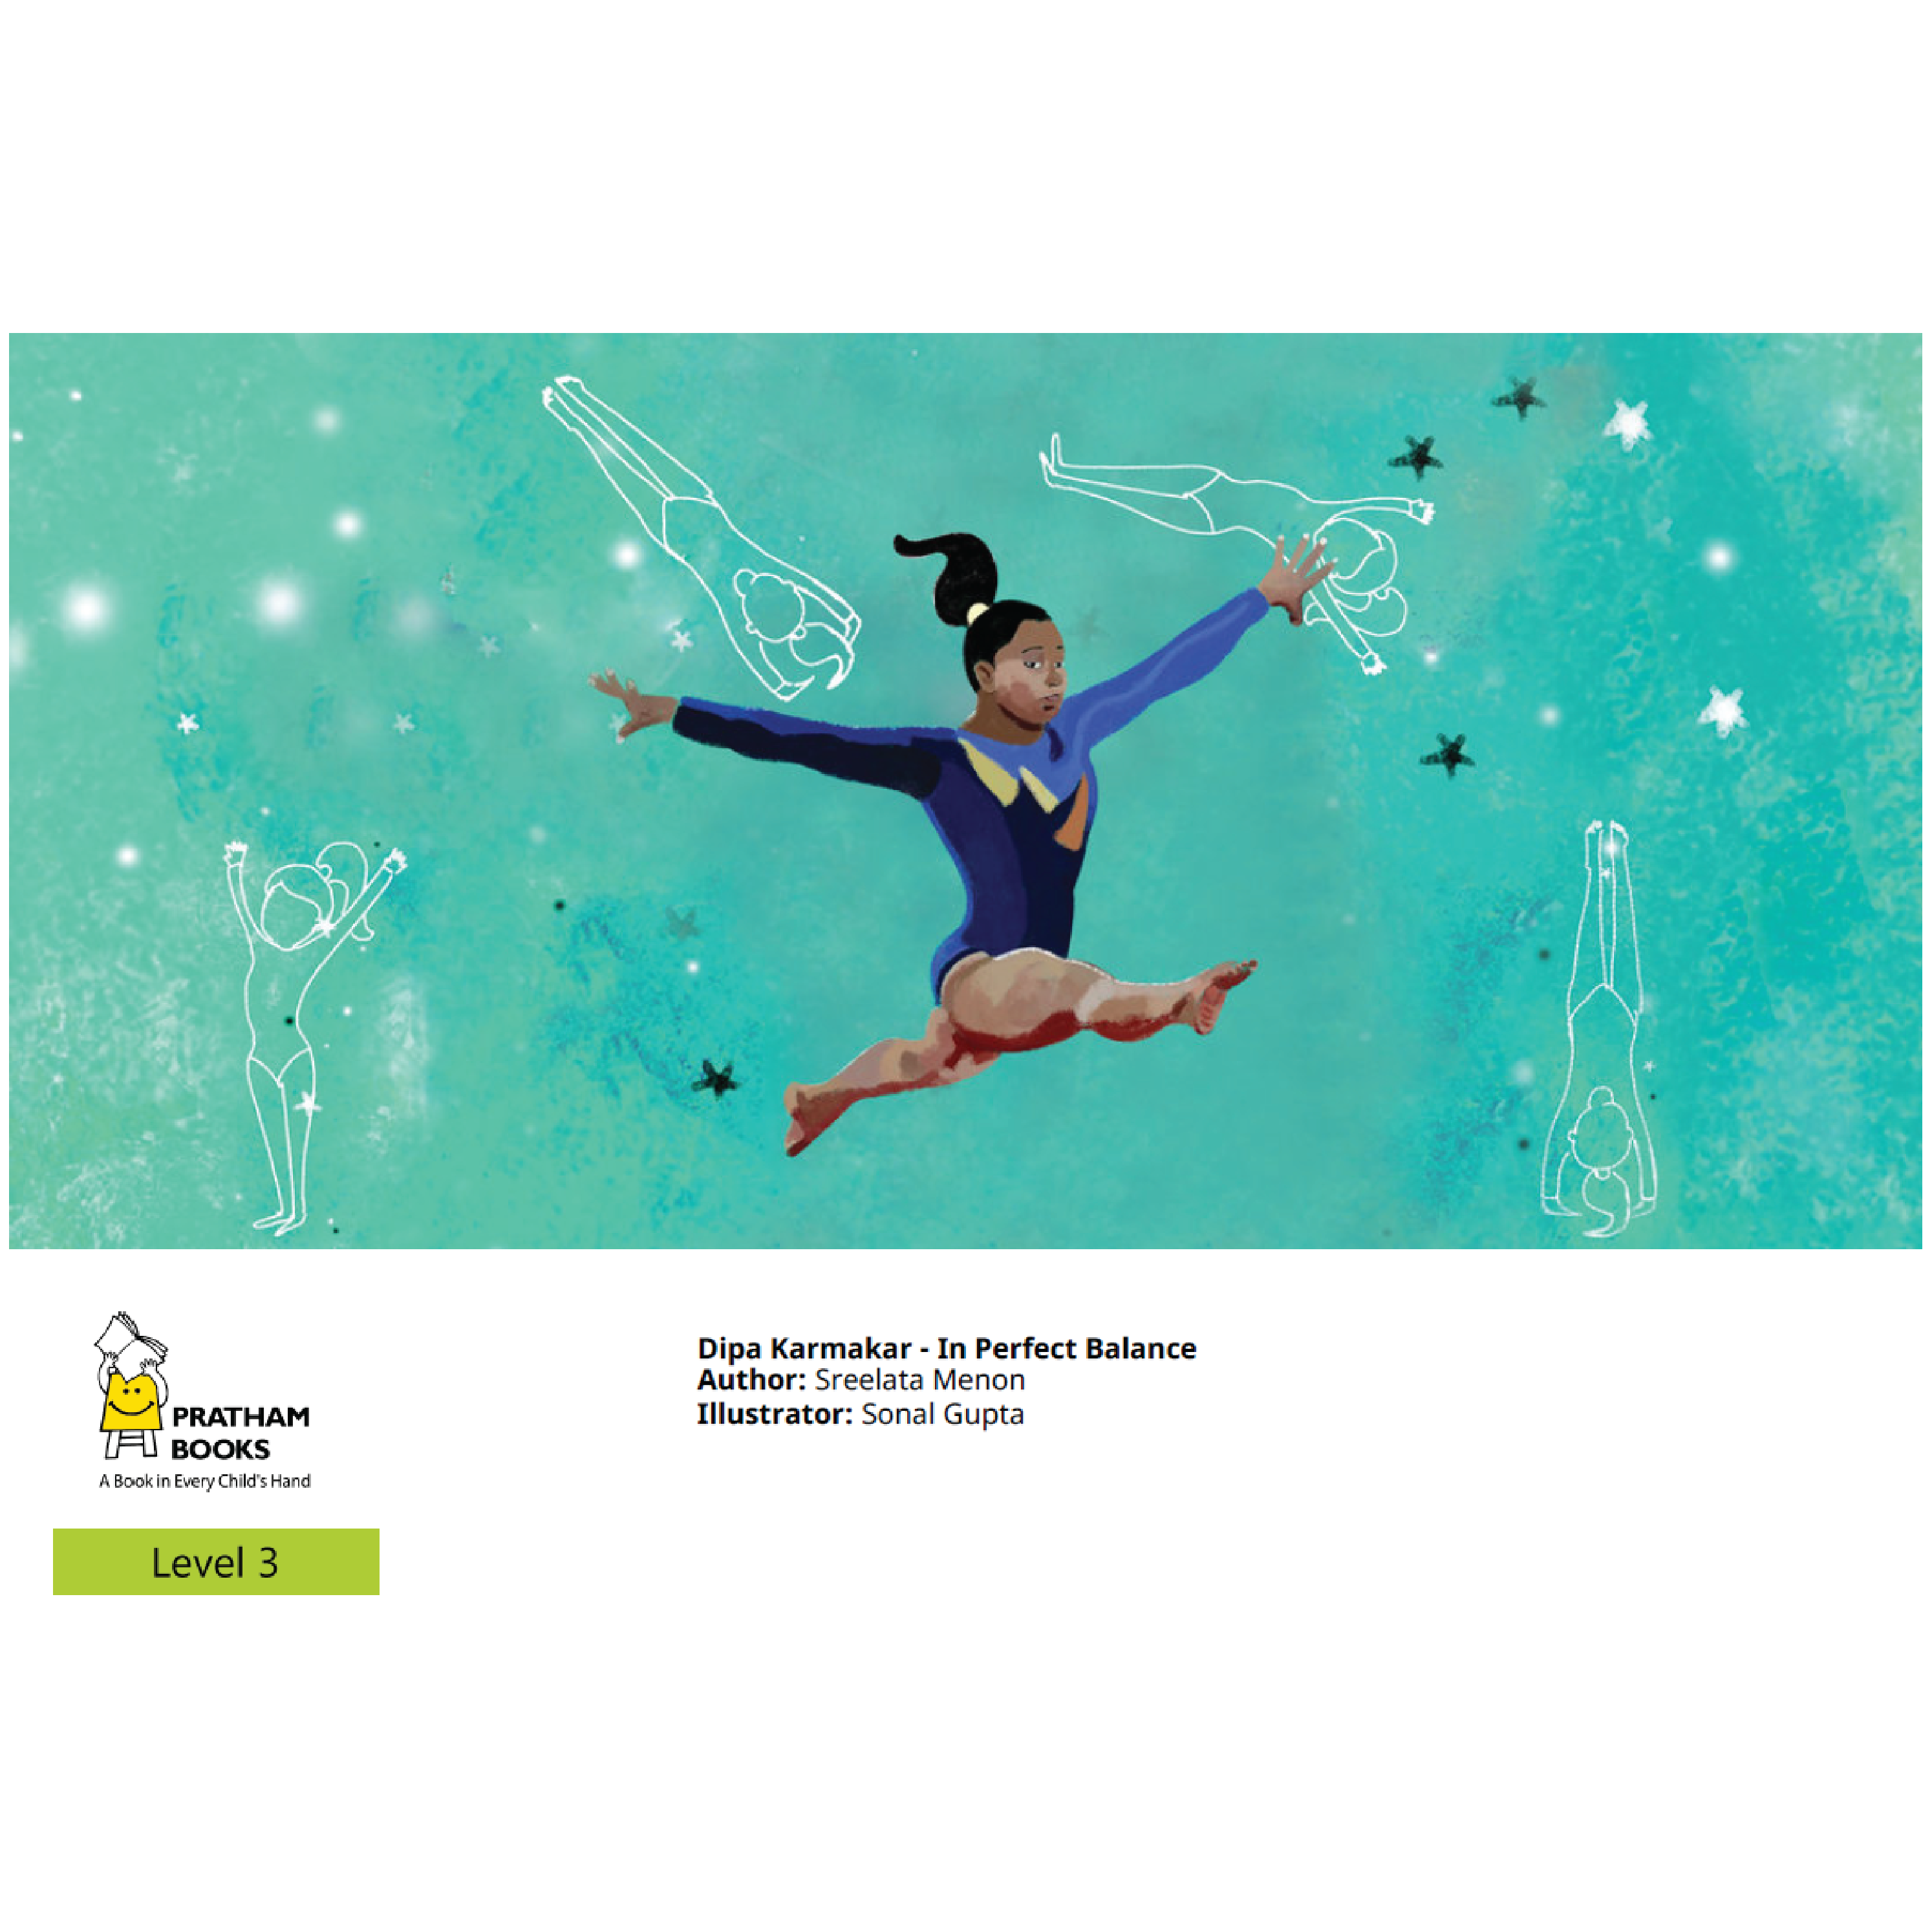 PRATHAM
BOOKS
A Book in Every Child's Hand
Level 3
Dipa Karmakar - In Perfect Balance
Author: Sreelata Menon
Illustrator: Sonal Gupta